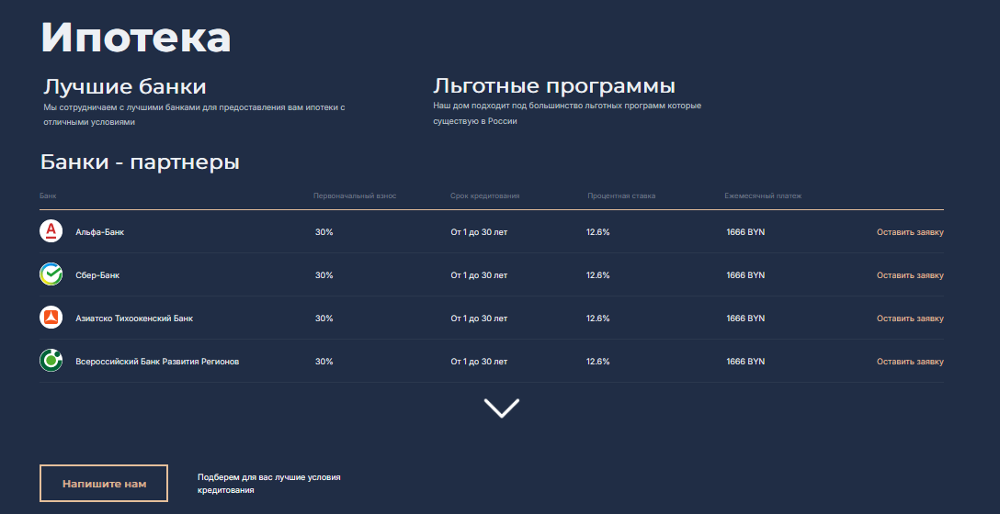 Ипотека
Лучшие банки
Мы сотрудничаем с лучшими банками для предоставления вам ипотеки с
отличными условиями
Льготные программы
Наш дом подходит под большинство льготных программ которые
существую в России
Банки - партнеры
Банк Первоначальный взнос Срок кредитования Процентная ставка Ежемесячный платеж
Альфа-Банк 30% От 1 до 30 лет 12.6% 1666 BYN Оставить заявку
Сбер-Банк 30% От 1 до 30 лет 12.6% 1666 BYN Оставить заявку
Азиатско Тихоокенский Банк 30% От 1 до 30 лет 12.6% 1666 BYN Оставить заявку
Всероссийский Банк Развития Регионов 30% От 1 до 30 лет 12.6% 1666 BYN Оставить заявку
Напишите нам
Подберем для вас лучшие условия
кредитования